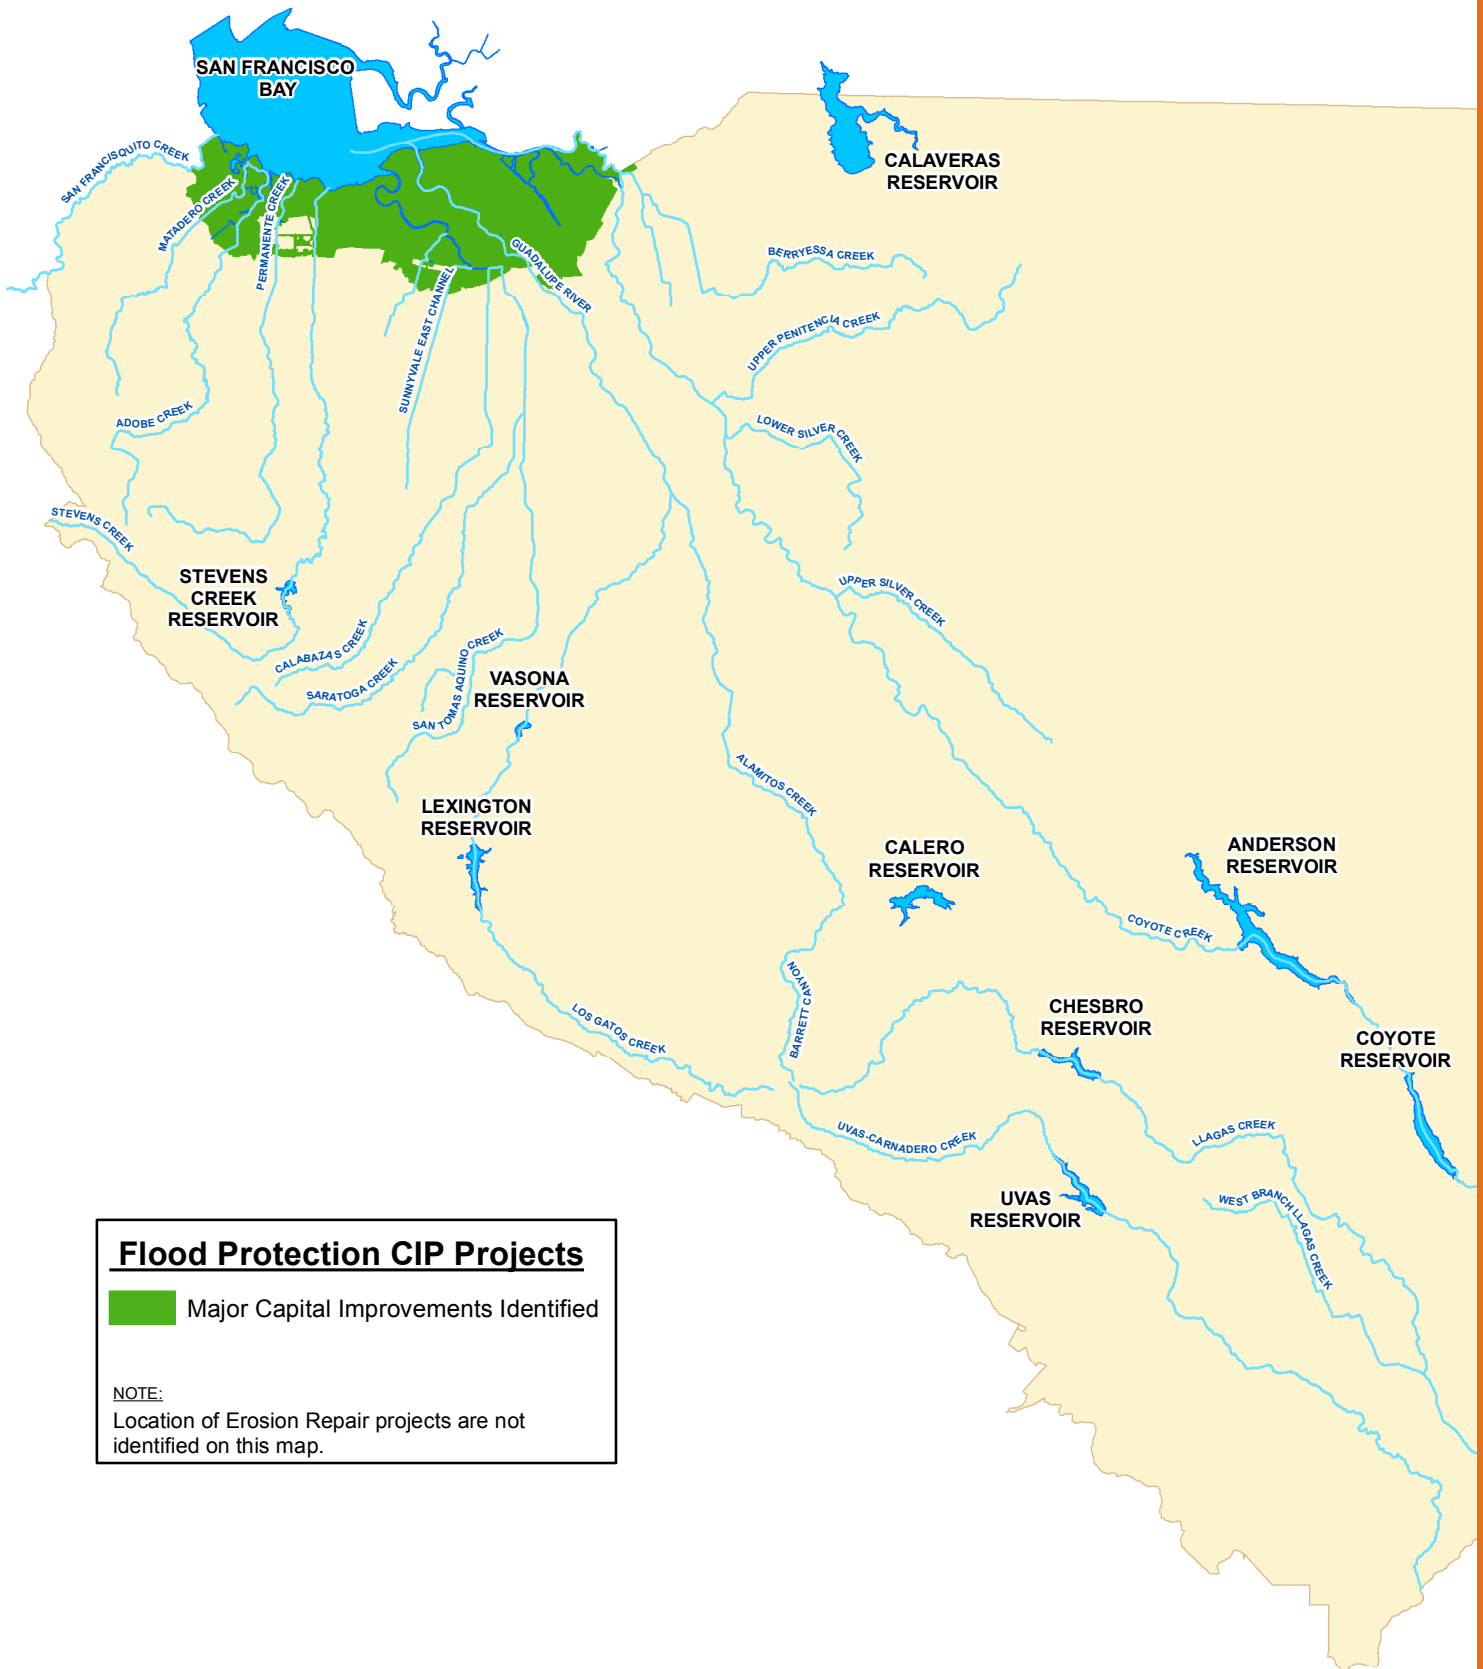 SAN FRANCISCO
BAY
CALAVERAS
RESERVOIR
SAN FRANCISQUITO CREEK
MATADERO CREEK
PERMANENTE CREEK
GUADALUPE RIVER
BERRYESSA CREEK
SUNNYVALE EAST CHANNEL
UPPER PENITENCIA CREEK
ADOBE CREEK
LOWER SILVER CREEK
STEVENS CREEK
STEVENS
CREEK
RESERVOIR
UPPER SILVER CREEK
CALABAZAS CREEK
SARATOGA CREEK
SAN TOMAS AQUINO CREEK
VASONA
RESERVOIR
ALAMITOS CREEK
LEXINGTON
RESERVOIR
CALERO
RESERVOIR
ANDERSON
RESERVOIR
COYOTE CREEK
BARRETT CANYON
LOS GATOS CREEK
CHESBRO
RESERVOIR
COYOTE
RESERVOIR
UVAS-CARNADERO CREEK
LLAGAS CREEK
UVAS
RESERVOIR
WEST BRANCH LLAGAS CREEK
Flood Protection CIP Projects
Major Capital Improvements Identified
NOTE:
Location of Erosion Repair projects are not
identified on this map.